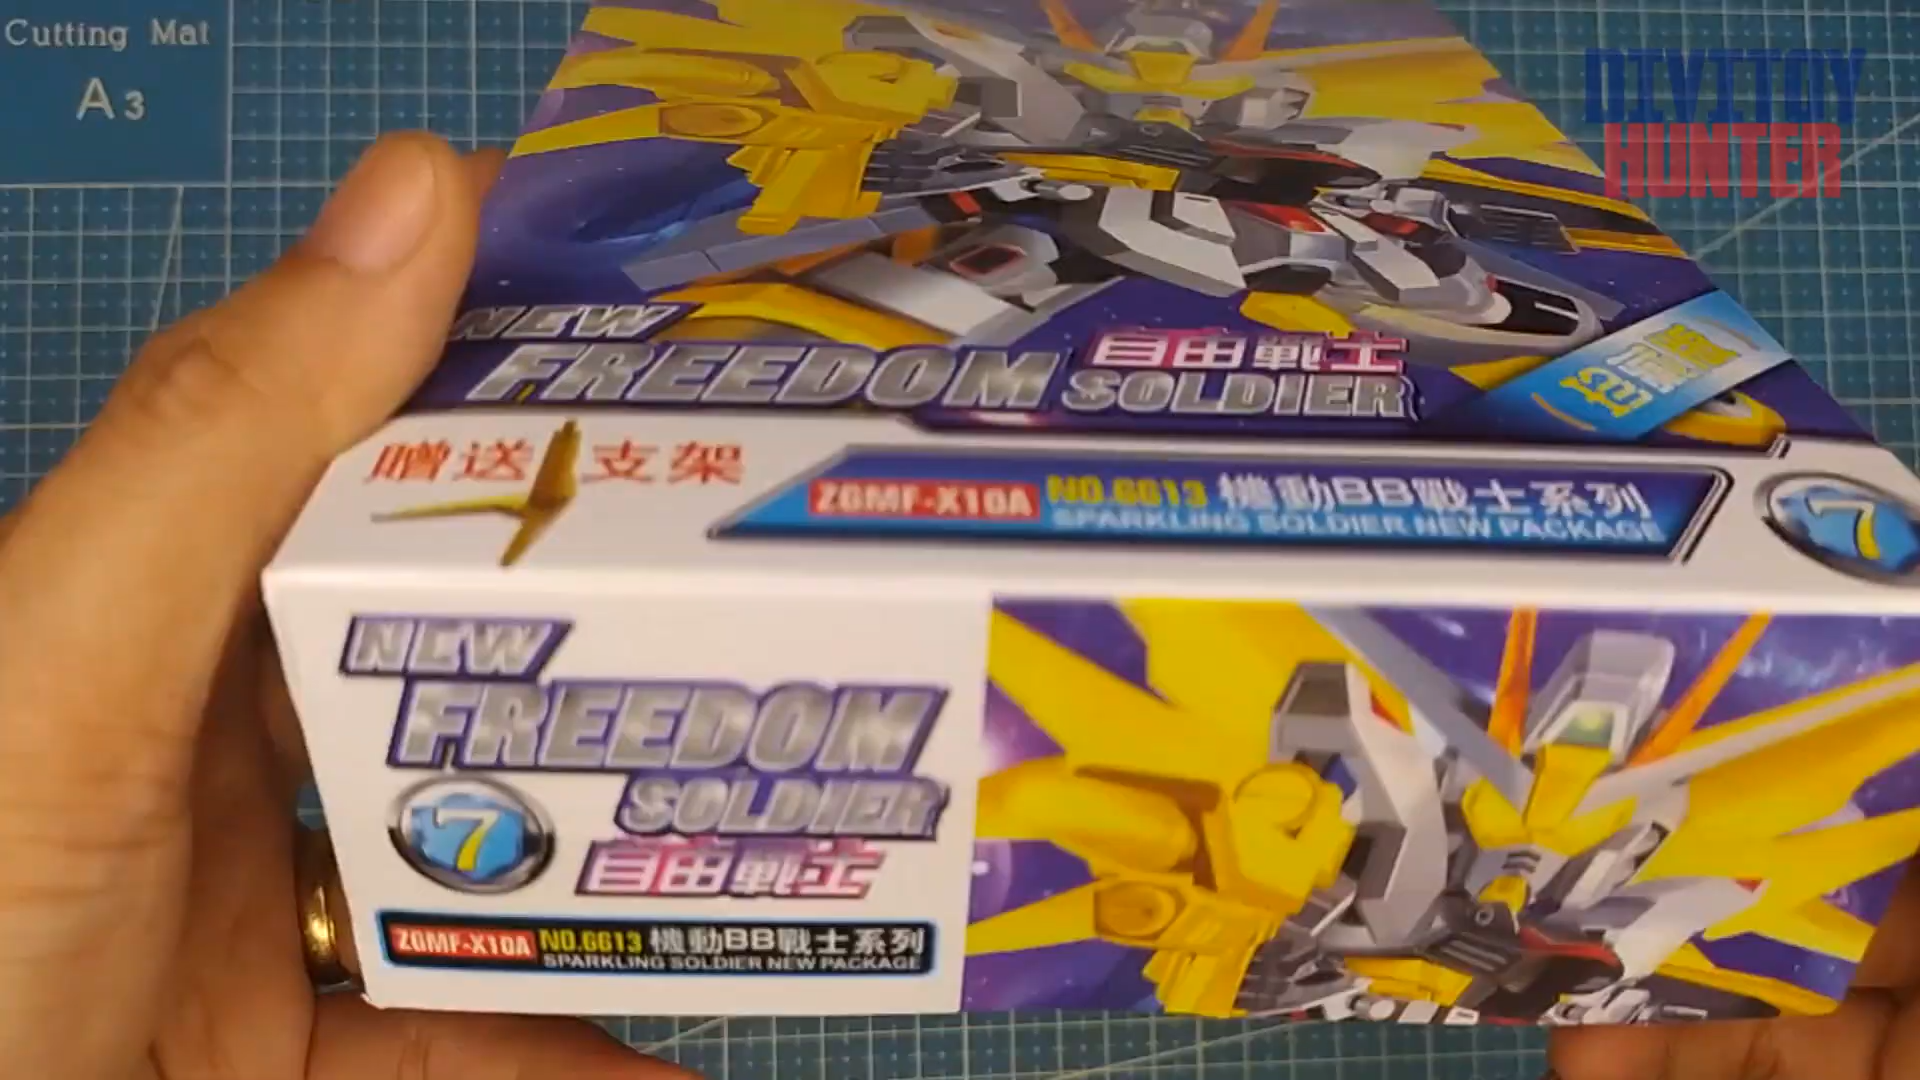 Cutting Mat
A3
DIVITOY
HUNTER
NEW
FREEDOM
自由戰士
SOLDIER
贈送 支架
ZGMF-X10A NO.6613 機動BB戰士系列
SPARKLING SOLDIER NEW PACKAGE
7
NEW
FREEDOM
SOLDIER
7
自由戰士
ZGMF-X10A NO.6613 機動BB戰士系列
SPARKLING SOLDIER NEW PACKAGE